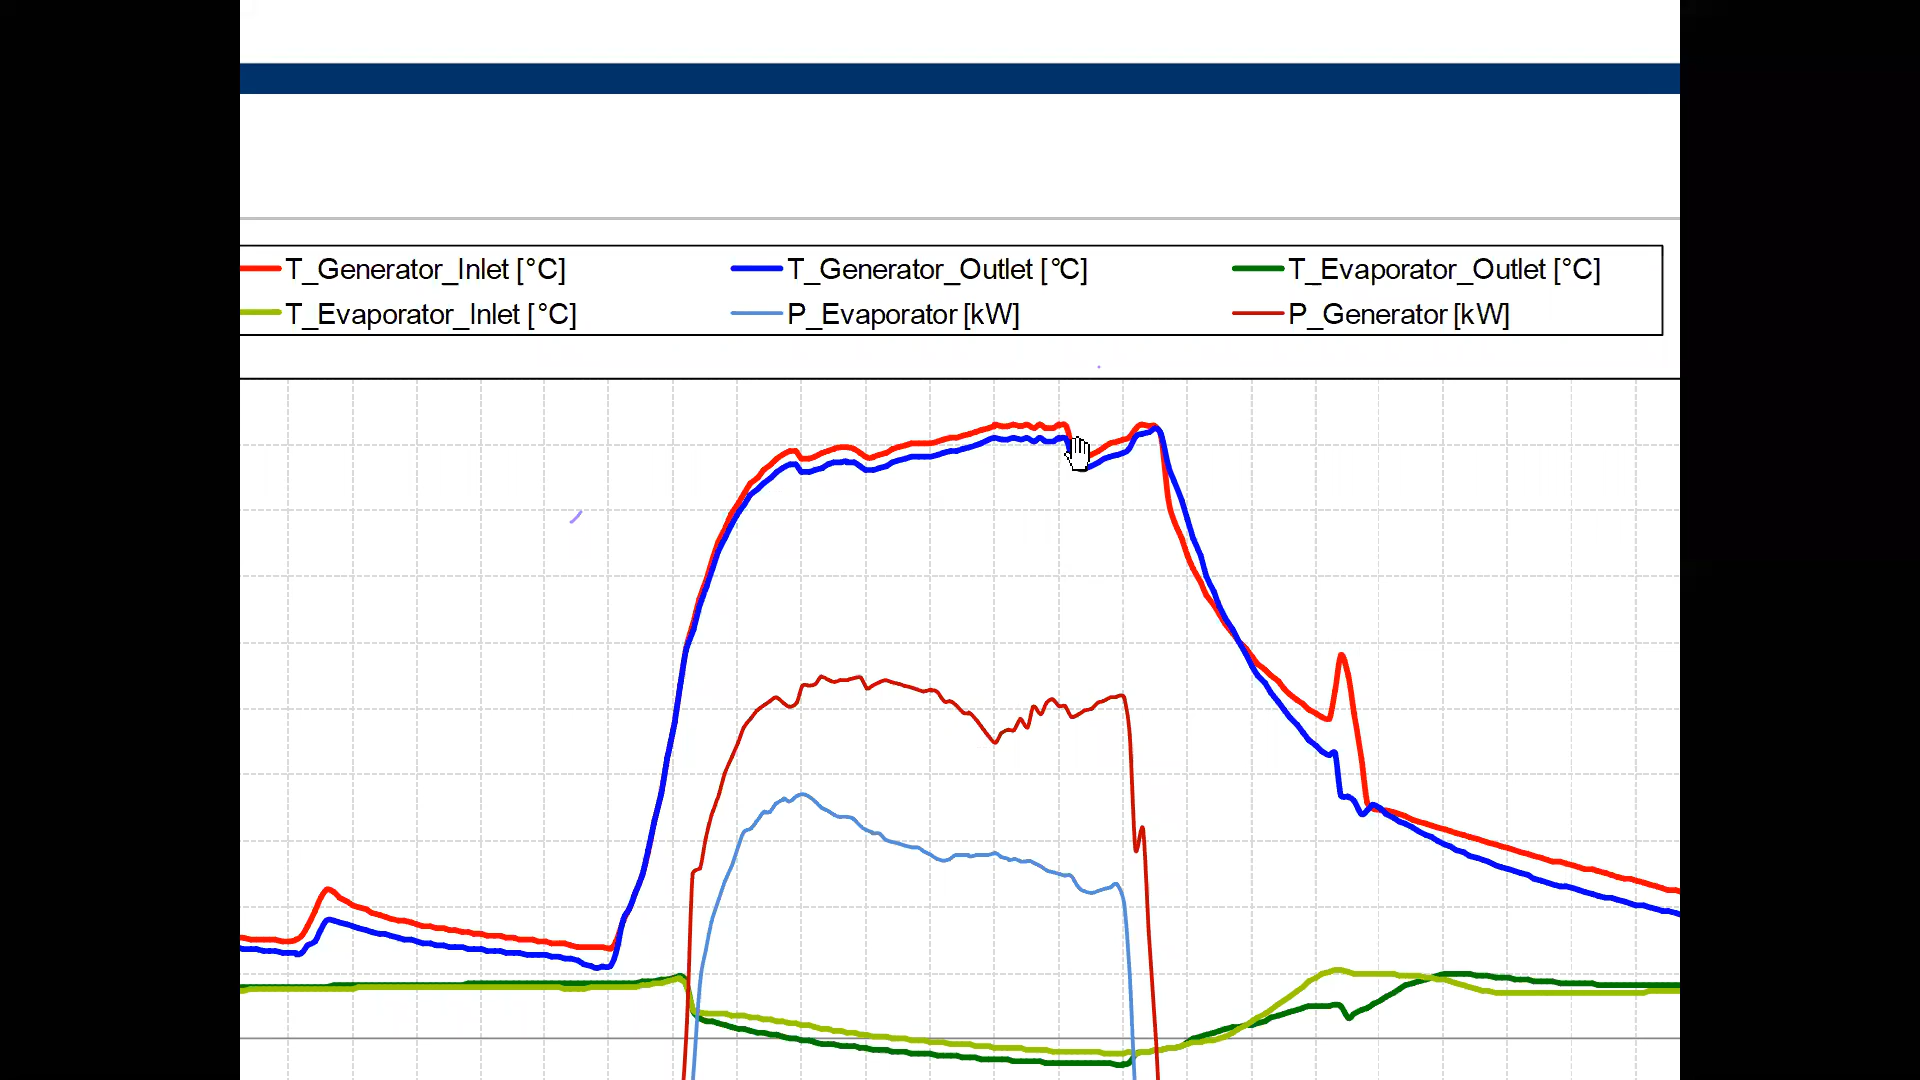 T_Generator_Inlet [°C] T_Generator_Outlet [°C] T_Evaporator_Outlet [°C]
T_Evaporator_Inlet [°C] P_Evaporator [kW] P_Generator [kW]